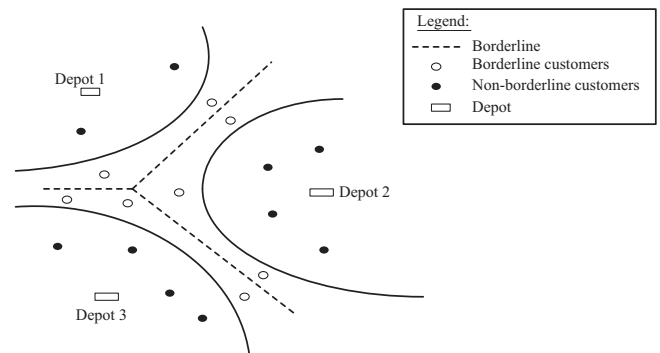 Legend:
Borderline
Borderline customers
Non-borderline customers
Depot
Depot 1
Depot 2
Depot 3